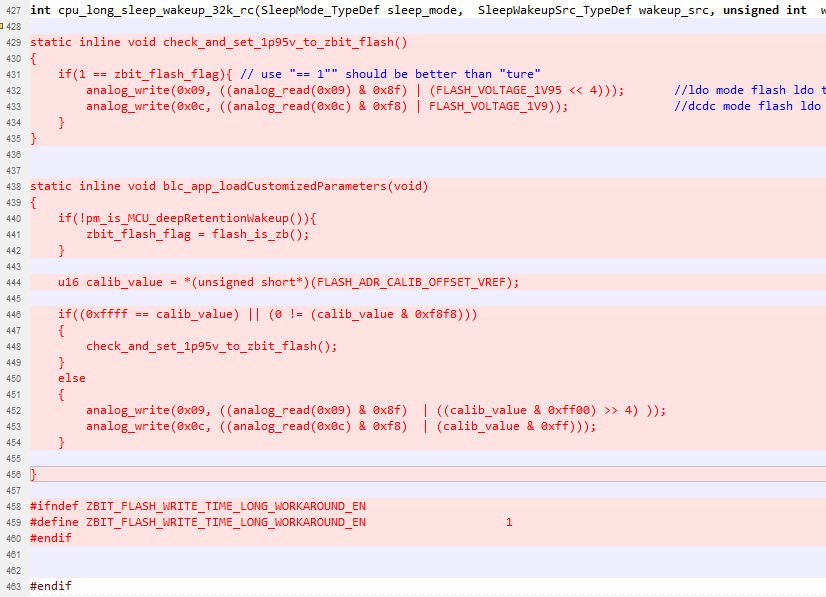 427 int cpu_long_sleep_wakeup_32k_rc(SleepMode_TypeDef sleep_mode,  SleepWakeupSrc_TypeDef wakeup_src, unsigned int  w
428
429 static inline void check_and_set_1p95v_to_zbit_flash()
430 {
431     if(1 == zbit_flash_flag){ // use "== 1"" should be better than "ture"
432         analog_write(0x09, ((analog_read(0x09) & 0x8f) | (FLASH_VOLTAGE_1V95 << 4)));       //ldo mode flash ldo t
433         analog_write(0x0c, ((analog_read(0x0c) & 0xf8) | FLASH_VOLTAGE_1V9));               //dcdc mode flash ldo
434     }
435 }
436
437
438 static inline void blc_app_loadCustomizedParameters(void)
439 {
440     if(!pm_is_MCU_deepRetentionWakeup()){
441         zbit_flash_flag = flash_is_zb();
442     }
443
444     u16 calib_value = *(unsigned short*)(FLASH_ADR_CALIB_OFFSET_VREF);
445
446     if((0xffff == calib_value) || (0 != (calib_value & 0xf8f8)))
447     {
448         check_and_set_1p95v_to_zbit_flash();
449     }
450     else
451     {
452         analog_write(0x09, ((analog_read(0x09) & 0x8f)  | ((calib_value & 0xff00) >> 4) ));
453         analog_write(0x0c, ((analog_read(0x0c) & 0xf8)  | (calib_value & 0xff)));
454     }
455
456 }
457
458 #ifndef ZBIT_FLASH_WRITE_TIME_LONG_WORKAROUND_EN
459 #define ZBIT_FLASH_WRITE_TIME_LONG_WORKAROUND_EN                    1
460 #endif
461
462
463 #endif